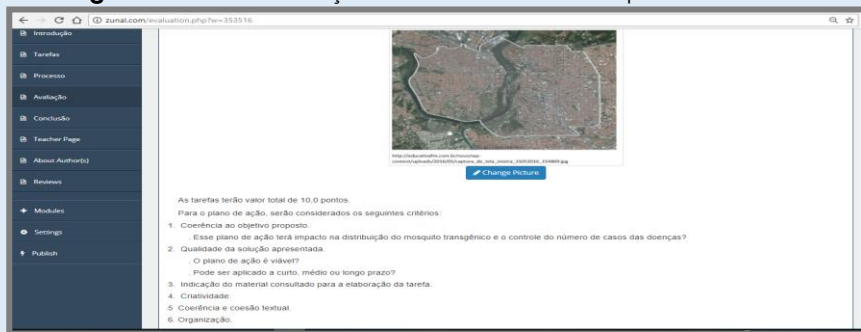 zunal.com/evaluation.php?w=353516
Introdução
Tarefas
Processo
Avaliação
Conclusão
Teacher Page
About Author(s)
Reviews
Modules
Settings
Publish
Change Picture
As tarefas terão valor total de 10,0 pontos.
Para o plano de ação, serão considerados os seguintes critérios:
1. Coerência ao objetivo proposto.
. Esse plano de ação terá impacto na distribuição do mosquito transgênico e o controle do número de casos das doenças?
2. Qualidade da solução apresentada.
. O plano de ação é viável?
. Pode ser aplicado a curto, médio ou longo prazo?
3. Indicação do material consultado para a elaboração da tarefa.
4. Criatividade.
5. Coerência e coesão textual.
6. Organização.